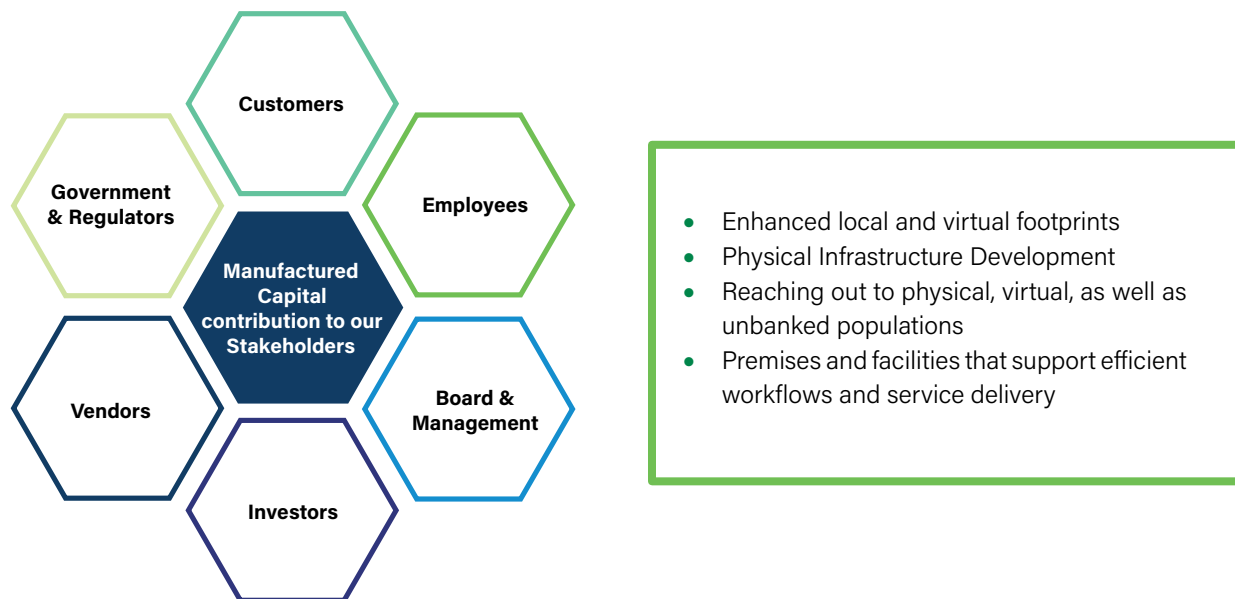 Customers
Government
& Regulators
Employees
Manufactured
Capital
contribution to our
Stakeholders
Vendors
Board &
Management
Investors
• Enhanced local and virtual footprints
• Physical Infrastructure Development
• Reaching out to physical, virtual, as well as
unbanked populations
• Premises and facilities that support efficient
workflows and service delivery